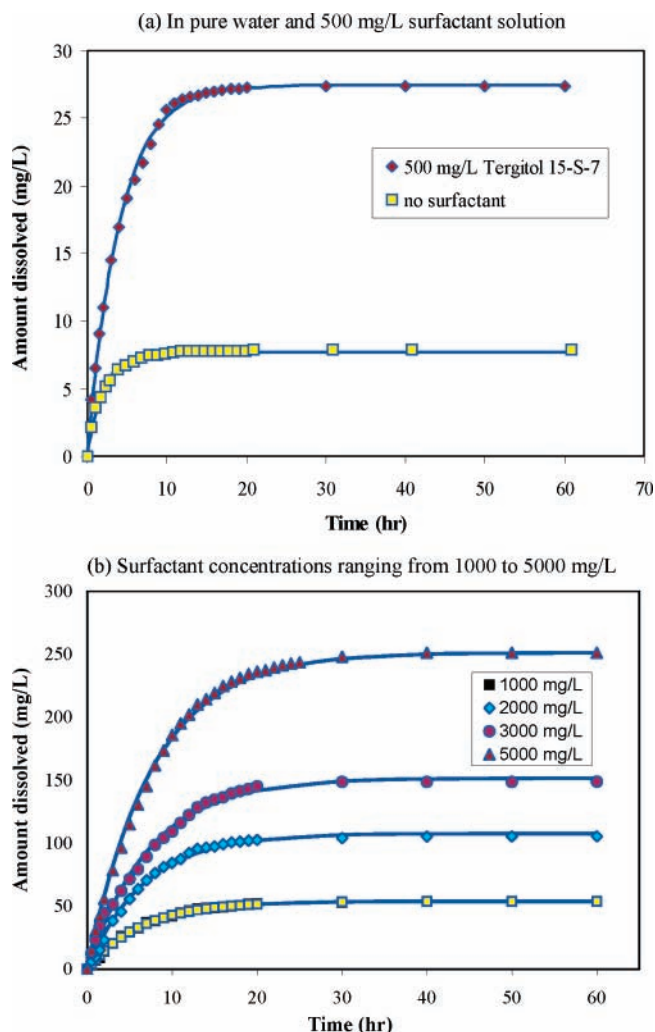 (a) In pure water and 500 mg/L surfactant solution
30
25
20
15
10
5
0
Amount dissolved (mg/L)
500 mg/L Tergitol 15-S-7
no surfactant
0 10 20 30 40 50 60 70
Time (hr)
(b) Surfactant concentrations ranging from 1000 to 5000 mg/L
300
250
200
150
100
50
0
Amount dissolved (mg/L)
1000 mg/L
2000 mg/L
3000 mg/L
5000 mg/L
0 10 20 30 40 50 60
Time (hr)